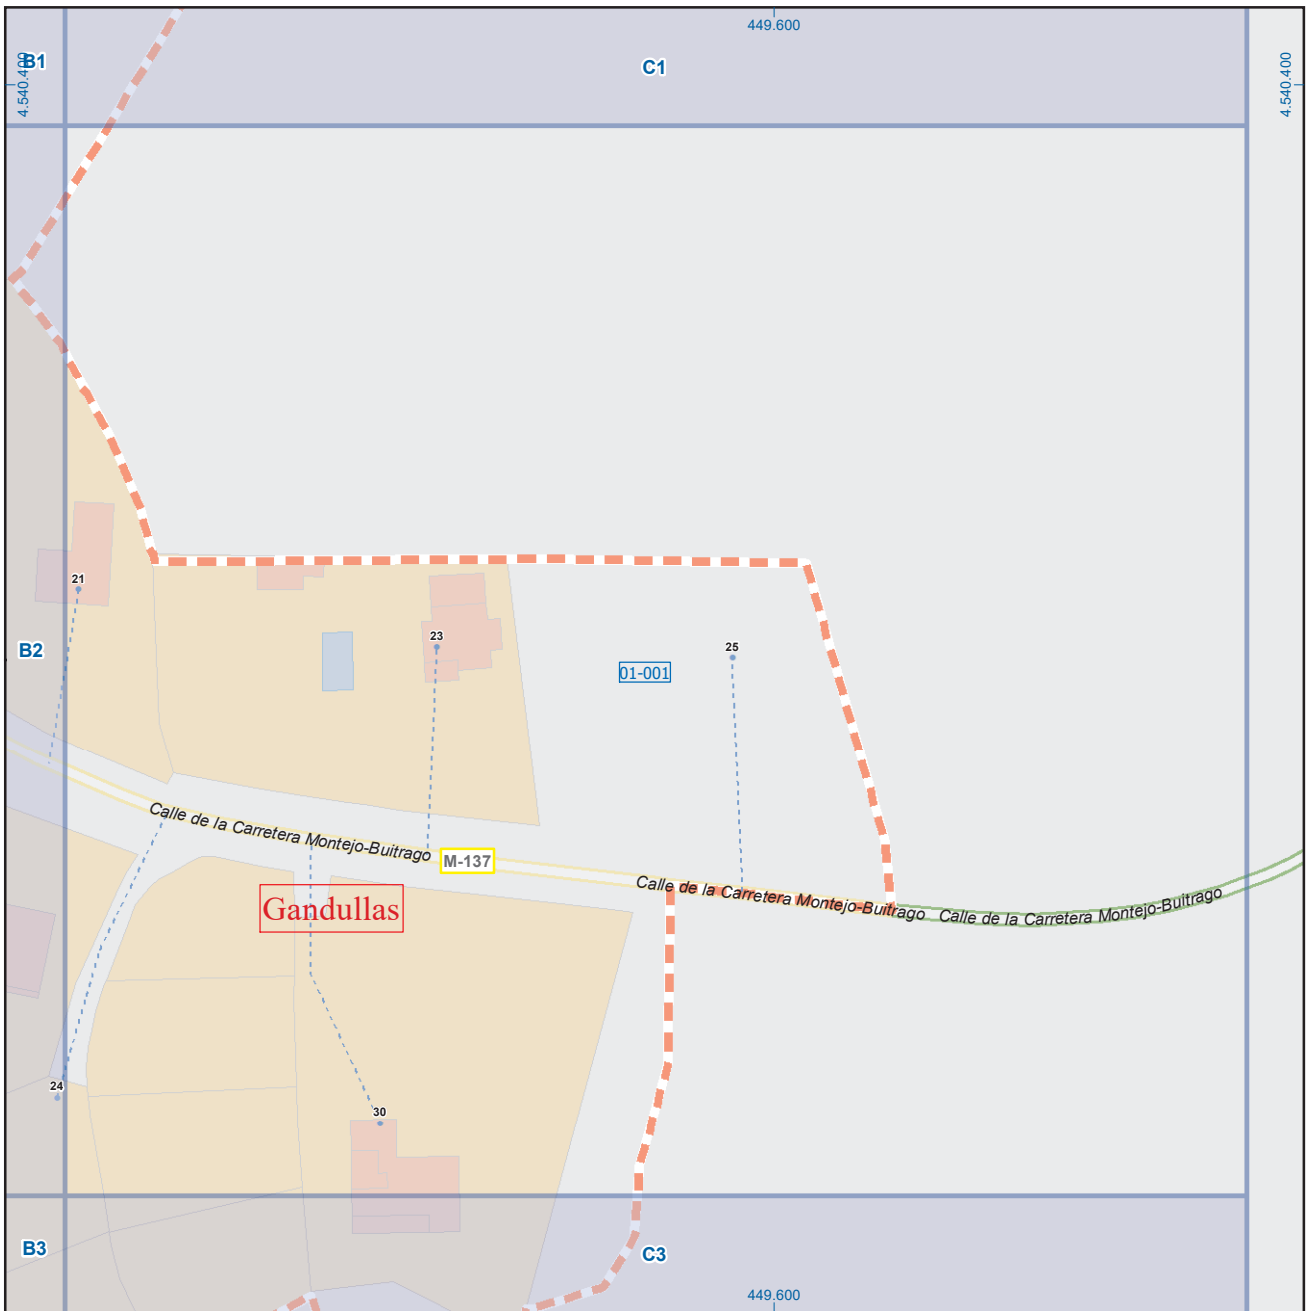 449.600
B1
C1
4.540.400
4.540.400
21
23
25
B2
01-001
Calle de la Carretera Montejo-Buitrago
M-137
Calle de la Carretera Montejo-Buitrago
Calle de la Carretera Montejo-Buitrago
Gandullas
24
30
B3
C3
449.600